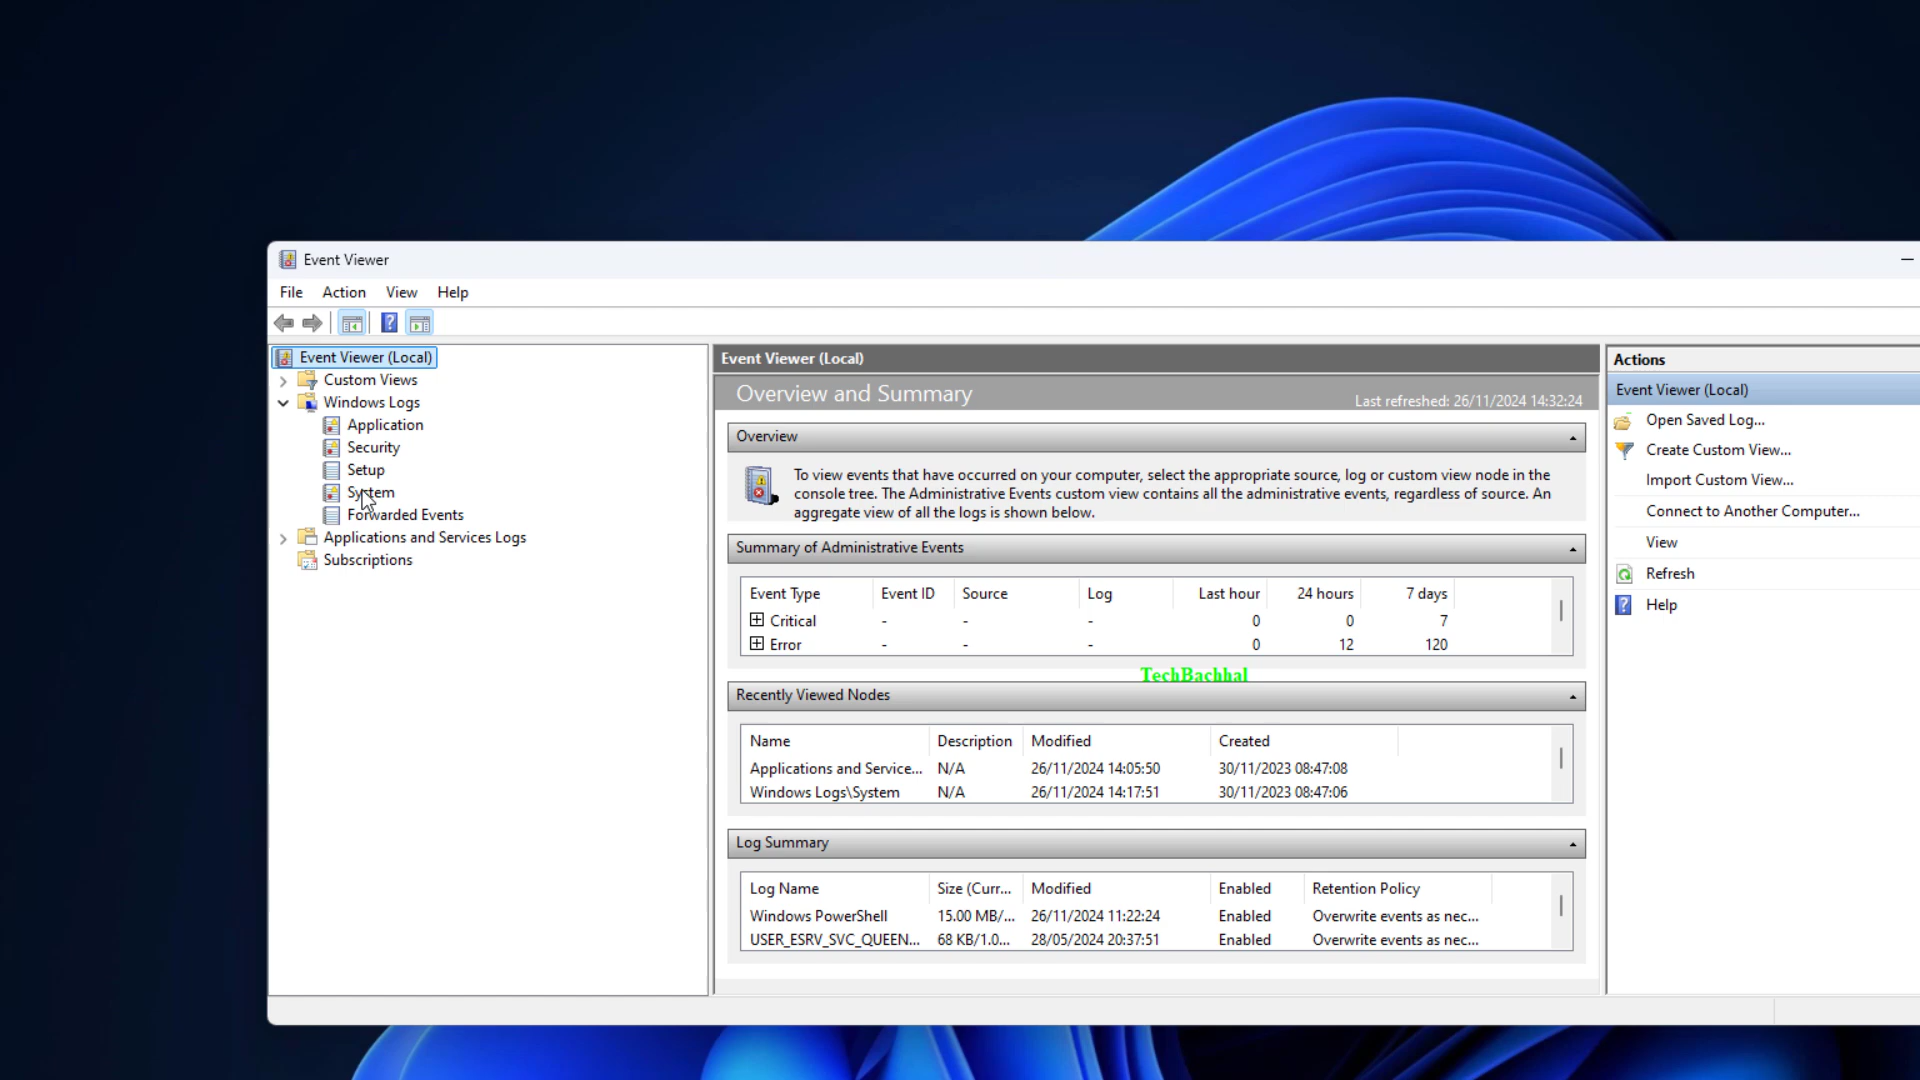 Event Viewer
File Action View Help
Event Viewer (Local)
Custom Views
Windows Logs
Application
Security
Setup
System
Forwarded Events
Applications and Services Logs
Subscriptions
Event Viewer (Local)
Overview and Summary
Last refreshed: 26/11/2024 14:32:24
Overview
To view events that have occurred on your computer, select the appropriate source, log or custom view node in the
console tree. The Administrative Events custom view contains all the administrative events, regardless of source. An
aggregate view of all the logs is shown below.
Summary of Administrative Events
Event Type Event ID Source Log Last hour 24 hours 7 days
Critical - - - 0 0 7
Error - - - 0 12 120
TechBachhal
Recently Viewed Nodes
Name Description Modified Created
Applications and Service... N/A 26/11/2024 14:05:50 30/11/2023 08:47:08
Windows Logs\System N/A 26/11/2024 14:17:51 30/11/2023 08:47:06
Log Summary
Log Name Size (Curr... Modified Enabled Retention Policy
Windows PowerShell 15.00 MB/... 26/11/2024 11:22:24 Enabled Overwrite events as nec...
USER_ESRV_SVC_QUEEN... 68 KB/1.0... 28/05/2024 20:37:51 Enabled Overwrite events as nec...
Actions
Event Viewer (Local)
Open Saved Log...
Create Custom View...
Import Custom View...
Connect to Another Computer...
View
Refresh
Help